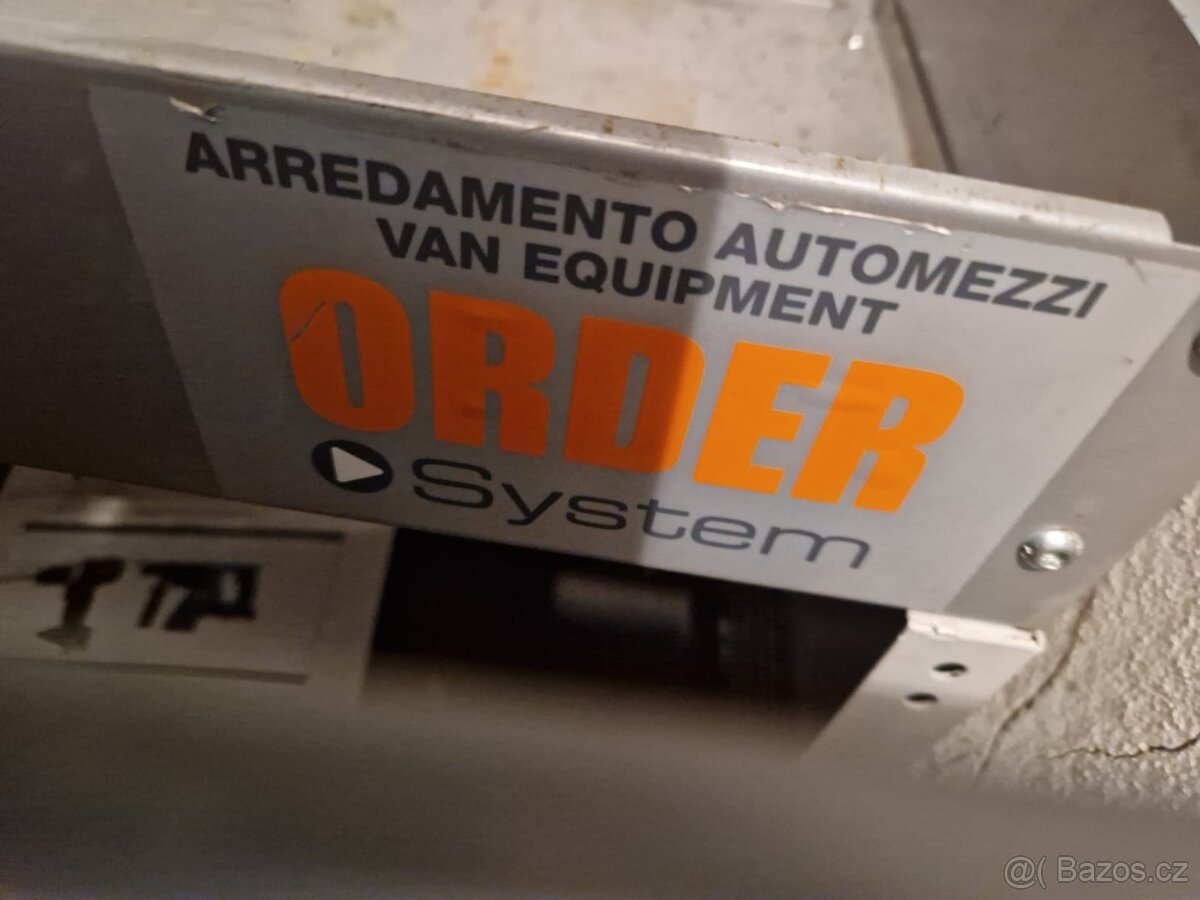 ARREDAMENTO AUTOMEZZI
VAN EQUIPMENT
ORDER
System
@( Bazos.cz